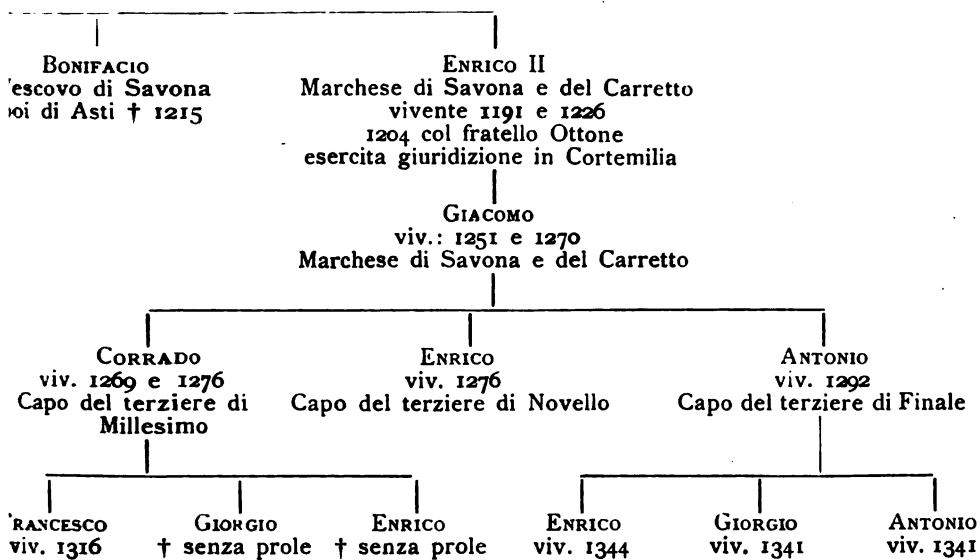 BONIFACIO
'escovo di Savona
oi di Asti † 1215
ENRICO II
Marchese di Savona e del Carretto
vivente 1191 e 1226
1204 col fratello Ottone
esercita giuridizione in Cortemilia
GIACOMO
viv.: 1251 e 1270
Marchese di Savona e del Carretto
CORRADO
viv. 1269 e 1276
Capo del terziere di
Millesimo
ENRICO
viv. 1276
Capo del terziere di Novello
ANTONIO
viv. 1292
Capo del terziere di Finale
RANCESCO
viv. 1316
GIORGIO
† senza prole
ENRICO
† senza prole
ENRICO
viv. 1344
GIORGIO
viv. 1341
ANTONIO
viv. 1341